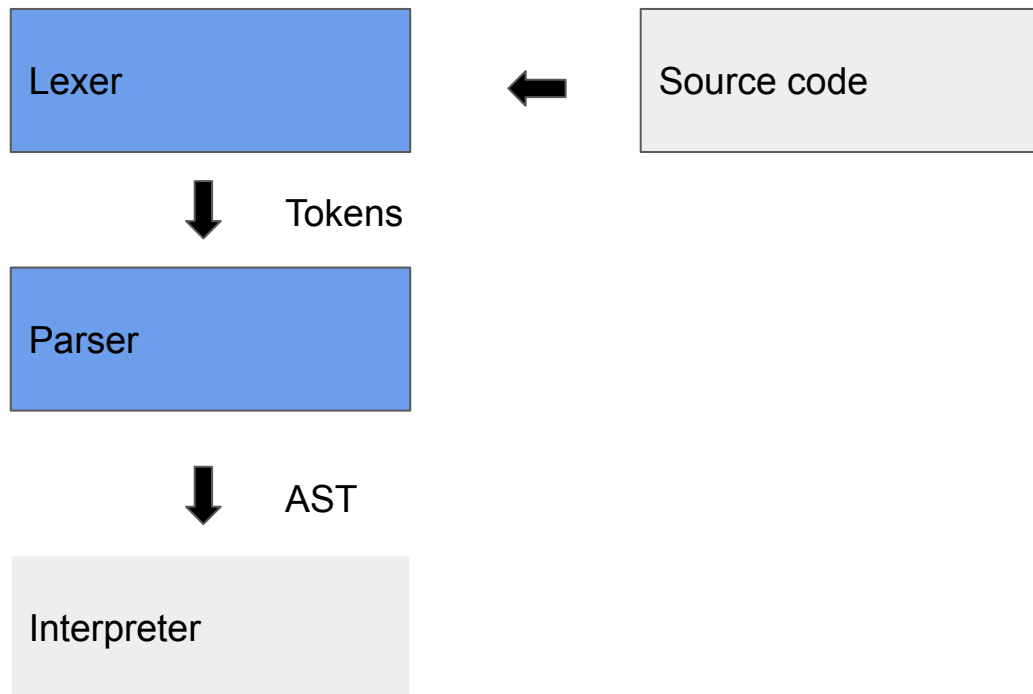 Lexer
Source code
Tokens
Parser
AST
Interpreter